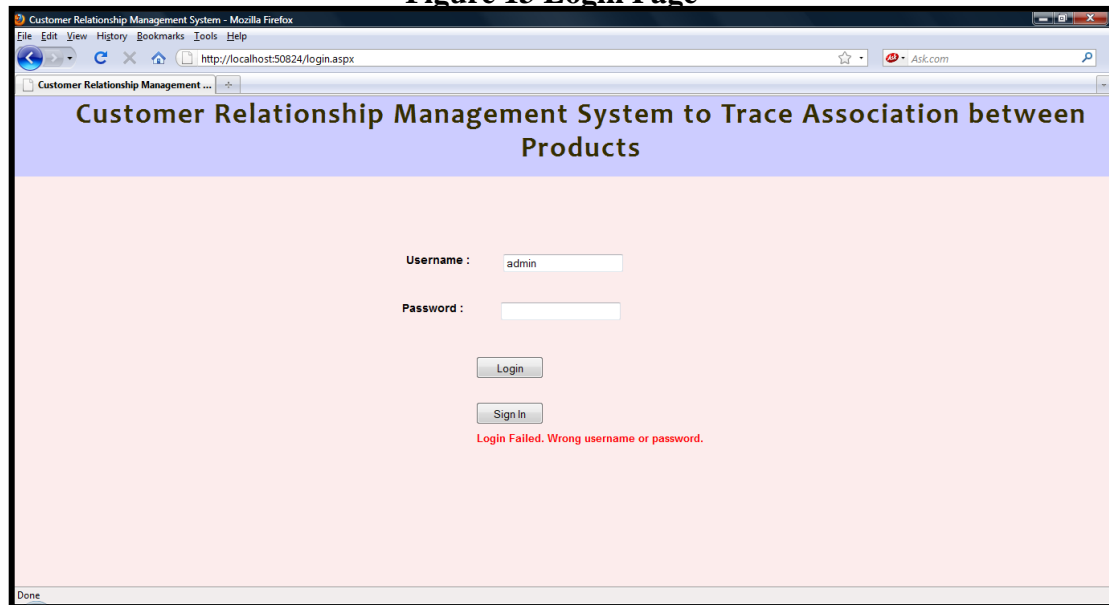 Figure 15 Login Page
Customer Relationship Management System - Mozilla Firefox
File Edit View History Bookmarks Tools Help
http://localhost:50824/login.aspx
Ask.com
Customer Relationship Management ...
Customer Relationship Management System to Trace Association between
Products
Username :
admin
Password :
Login
Sign In
Login Failed. Wrong username or password.
Done